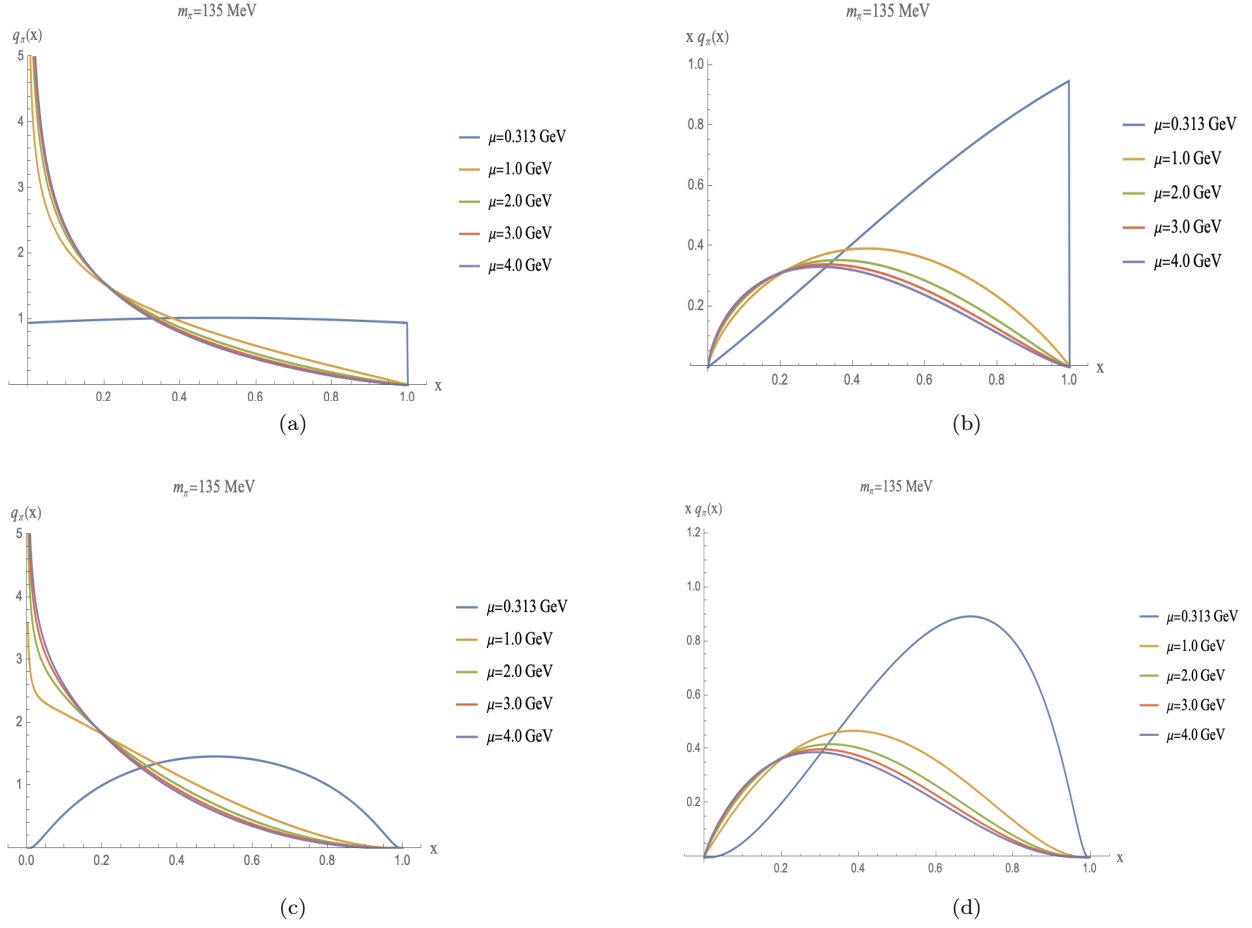 m_π=135 MeV
q_π(x)
5
4
3
2
1
0.2 0.4 0.6 0.8 1.0 x
μ=0.313 GeV
μ=1.0 GeV
μ=2.0 GeV
μ=3.0 GeV
μ=4.0 GeV
(a)
m_π=135 MeV
x q_π(x)
1.0
0.8
0.6
0.4
0.2
0.2 0.4 0.6 0.8 1.0 x
μ=0.313 GeV
μ=1.0 GeV
μ=2.0 GeV
μ=3.0 GeV
μ=4.0 GeV
(b)
m_π=135 MeV
q_π(x)
5
4
3
2
1
0.0 0.2 0.4 0.6 0.8 1.0 x
μ=0.313 GeV
μ=1.0 GeV
μ=2.0 GeV
μ=3.0 GeV
μ=4.0 GeV
(c)
m_π=135 MeV
x q_π(x)
1.2
1.0
0.8
0.6
0.4
0.2
0.2 0.4 0.6 0.8 1.0 x
μ=0.313 GeV
μ=1.0 GeV
μ=2.0 GeV
μ=3.0 GeV
μ=4.0 GeV
(d)